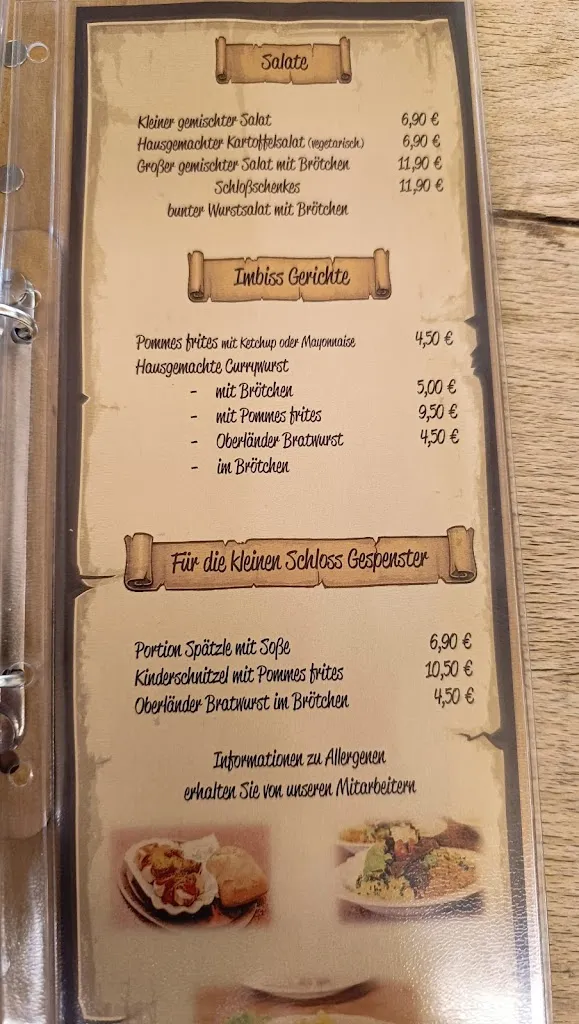 Salate
Kleiner gemischter Salat 6,90 €
Hausgemachter Kartoffelsalat (vegetarisch) 6,90 €
Großer gemischter Salat mit Brötchen 11,90 €
Schloßschenkes 11,90 €
bunter Wurstsalat mit Brötchen
Imbiss Gerichte
Pommes frites mit Ketchup oder Mayonnaise 4,50 €
Hausgemachte Currywurst
- mit Brötchen 5,00 €
- mit Pommes frites 9,50 €
- Oberländer Bratwurst 4,50 €
- im Brötchen
Für die kleinen Schloss Gespenster
Portion Spätzle mit Soße 6,90 €
Kinderschnitzel mit Pommes frites 10,50 €
Oberländer Bratwurst im Brötchen 4,50 €
Informationen zu Allergenen
erhalten Sie von unseren Mitarbeitern